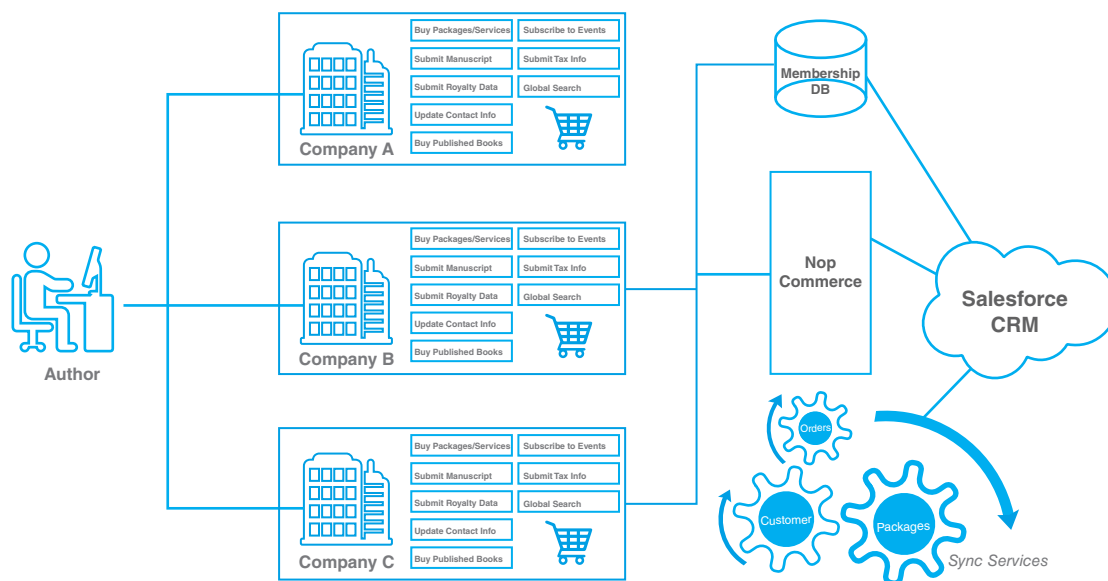 Author
Company A
Buy Packages/Services
Subscribe to Events
Submit Manuscript
Submit Tax Info
Submit Royalty Data
Global Search
Update Contact Info
Buy Published Books
Company B
Buy Packages/Services
Subscribe to Events
Submit Manuscript
Submit Tax Info
Submit Royalty Data
Global Search
Update Contact Info
Buy Published Books
Company C
Buy Packages/Services
Subscribe to Events
Submit Manuscript
Submit Tax Info
Submit Royalty Data
Global Search
Update Contact Info
Buy Published Books
Membership
DB
Nop
Commerce
Salesforce
CRM
Orders
Customer
Packages
Sync Services